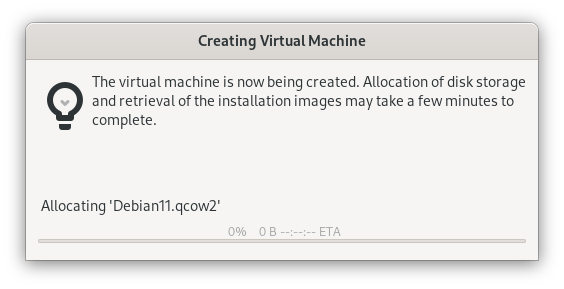 Creating Virtual Machine
The virtual machine is now being created. Allocation of disk storage
and retrieval of the installation images may take a few minutes to
complete.
Allocating 'Debian11.qcow2'
0% 0 B --:--:-- ETA